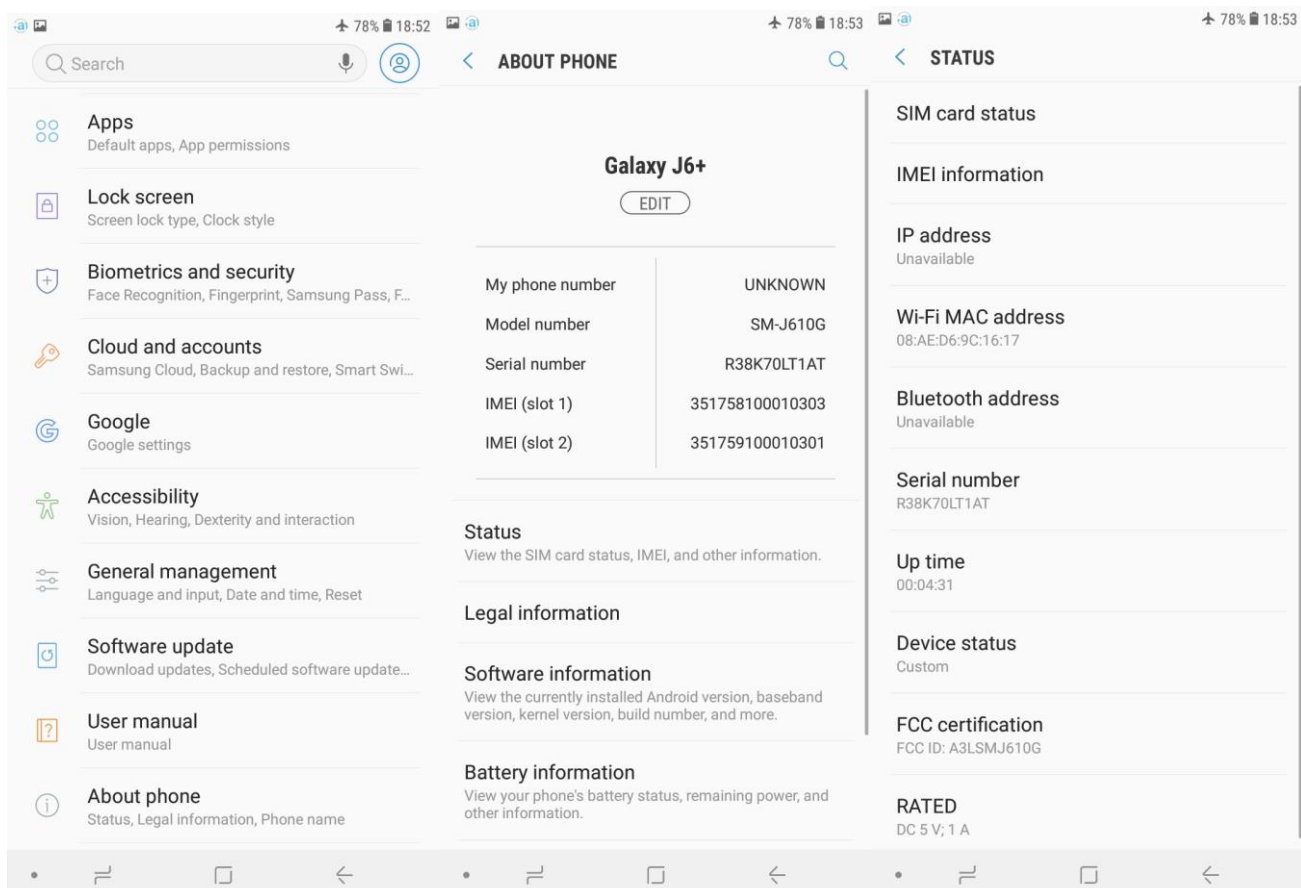 78% 18:52
Search
Apps
Default apps, App permissions
Lock screen
Screen lock type, Clock style
Biometrics and security
Face Recognition, Fingerprint, Samsung Pass, F...
Cloud and accounts
Samsung Cloud, Backup and restore, Smart Swi...
Google
Google settings
Accessibility
Vision, Hearing, Dexterity and interaction
General management
Language and input, Date and time, Reset
Software update
Download updates, Scheduled software update...
User manual
User manual
About phone
Status, Legal information, Phone name
78% 18:53
ABOUT PHONE
Galaxy J6+
EDIT
My phone number UNKNOWN
Model number SM-J610G
Serial number R38K70LT1AT
IMEI (slot 1) 351758100010303
IMEI (slot 2) 351759100010301
Status
View the SIM card status, IMEI, and other information.
Legal information
Software information
View the currently installed Android version, baseband
version, kernel version, build number, and more.
Battery information
View your phone's battery status, remaining power, and
other information.
78% 18:53
STATUS
SIM card status
IMEI information
IP address
Unavailable
Wi-Fi MAC address
08:AE:D6:9C:16:17
Bluetooth address
Unavailable
Serial number
R38K70LT1AT
Up time
00:04:31
Device status
Custom
FCC certification
FCC ID: A3LSMJ610G
RATED
DC 5 V; 1 A